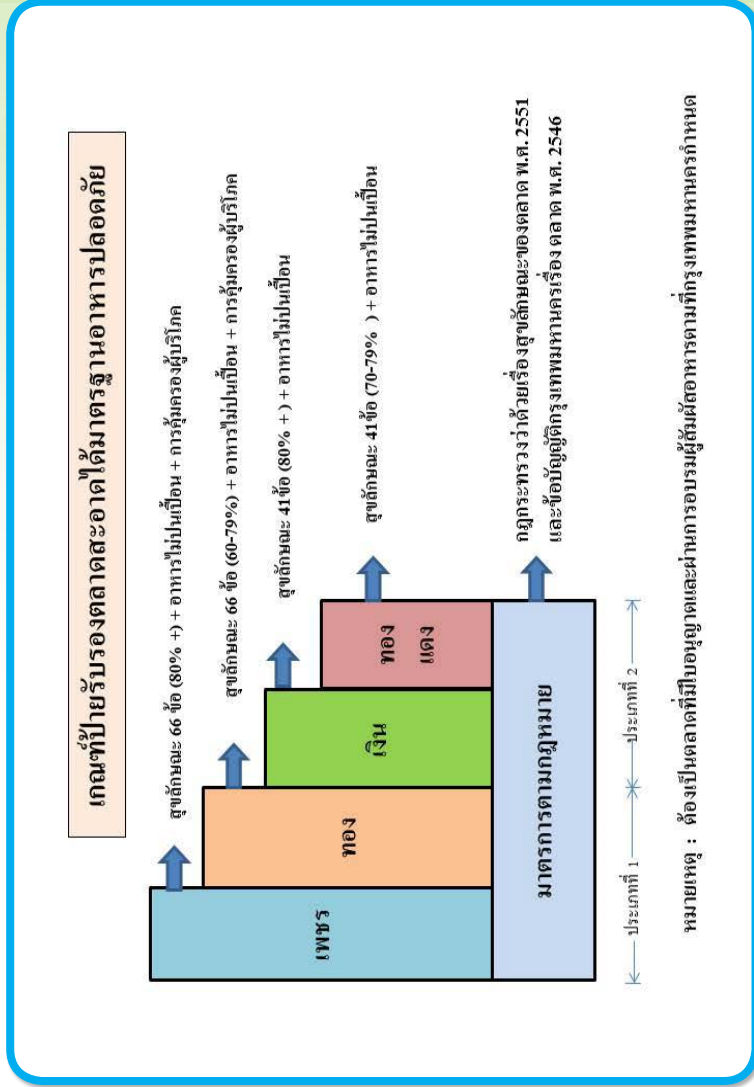 เกณฑ์ป้ายรับรองตลาดสะอาดได้มาตรฐานอาหารปลอดภัย
สุขลักษณะ 66 ข้อ (80% +) + อาหารไม่ปนเปื้อน + การคุ้มครองผู้บริโภค
สุขลักษณะ 66 ข้อ (60-79%) + อาหารไม่ปนเปื้อน + การคุ้มครองผู้บริโภค
สุขลักษณะ 41ข้อ (80% +) + อาหารไม่ปนเปื้อน
สุขลักษณะ 41ข้อ (70-79% ) + อาหารไม่ปนเปื้อน
เพชร
ทอง
เงิน
ทอง
แดง
กฎกระทรวงว่าด้วยเรื่องสุขลักษณะของตลาด พ.ศ. 2551
และข้อบัญญัติกรุงเทพมหานครเรื่อง ตลาด พ.ศ. 2546
มาตรการตามกฎหมาย
ประเภทที่ 1
ประเภทที่ 2
หมายเหตุ : ต้องเป็นตลาดที่มีใบอนุญาตและผ่านการอบรมผู้สัมผัสอาหารตามที่กรุงเทพมหานครกำหนด